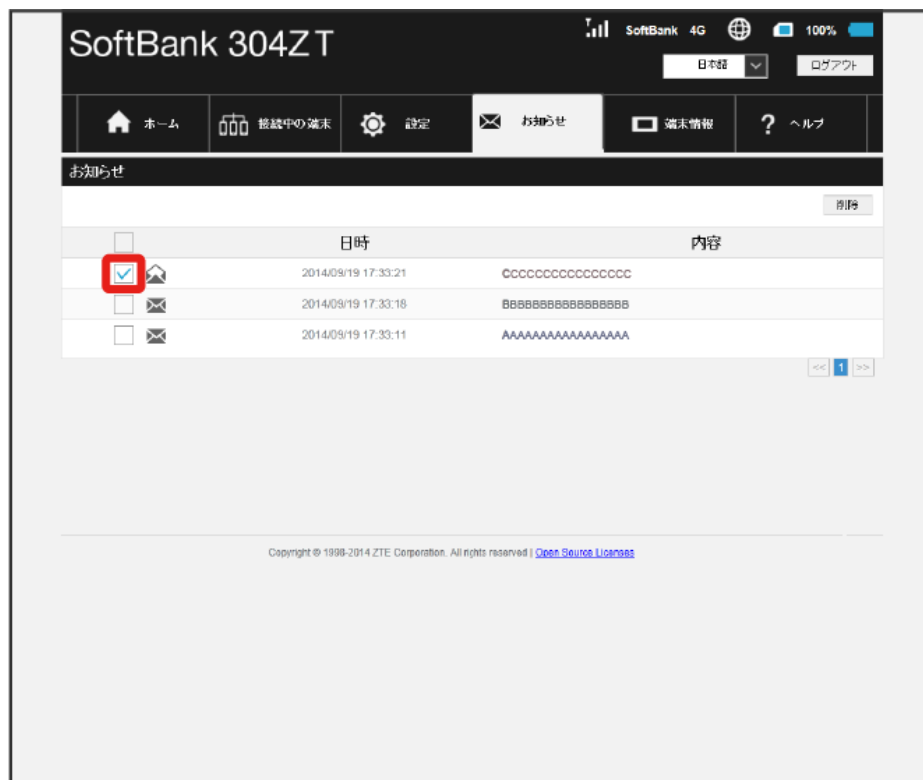 SoftBank 304ZT
SoftBank 4G 100%
日本語 ログアウト
ホーム 接続中の端末 設定 お知らせ 端末情報 ? ヘルプ
お知らせ
削除
日時 内容
2014/09/19 17:33:21 CCCCCCCCCCCCCCCCC
2014/09/19 17:33:18 BBBBBBBBBBBBBBBBB
2014/09/19 17:33:11 AAAAAAAAAAAAAAAAA
<< 1 >>
Copyright © 1998-2014 ZTE Corporation. All rights reserved | Open Source Licenses